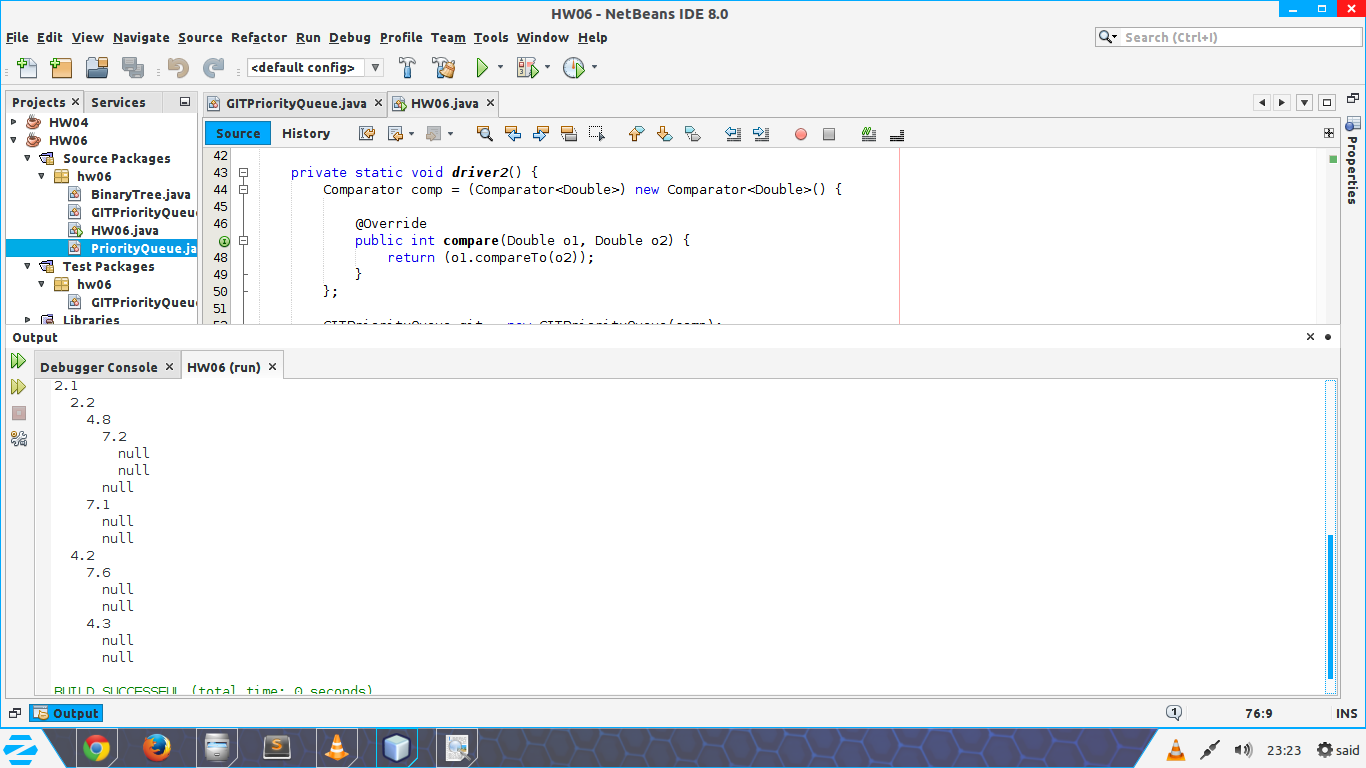 HW06 - NetBeans IDE 8.0
File Edit View Navigate Source Refactor Run Debug Profile Team Tools Window Help
Search (Ctrl+I)
<default config>
Projects
Services
HW04
HW06
Source Packages
hw06
BinaryTree.java
GITPriorityQueu
HW06.java
PriorityQueue.ja
Test Packages
hw06
GITPriorityQueu
Libraries
GITPriorityQueue.java
HW06.java
Source
History
42
43 private static void driver2() {
44 Comparator comp = (Comparator<Double>) new Comparator<Double>() {
45
46 @Override
public int compare(Double o1, Double o2) {
48 return (o1.compareTo(o2));
49 }
50 };
51
52 GITPriorityQueue git = new GITPriorityQueue(comp);
Properties
Output
Debugger Console
HW06 (run)
2.1
2.2
4.8
7.2
null
null
null
7.1
null
null
4.2
7.6
null
null
4.3
null
null
BUILD SUCCESSFUL (total time: 0 seconds)
Output
1
76:9
INS
23:23
said